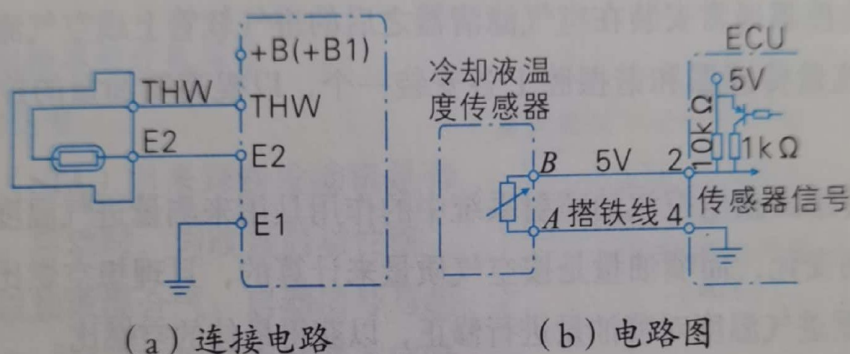 +B(+B1)
THW
THW
E2
E2
E1
(a)连接电路
冷却液温
度传感器
B
5V
2
A
搭铁线
4
ECU
5V
10kΩ
1kΩ
传感器信号
(b)电路图